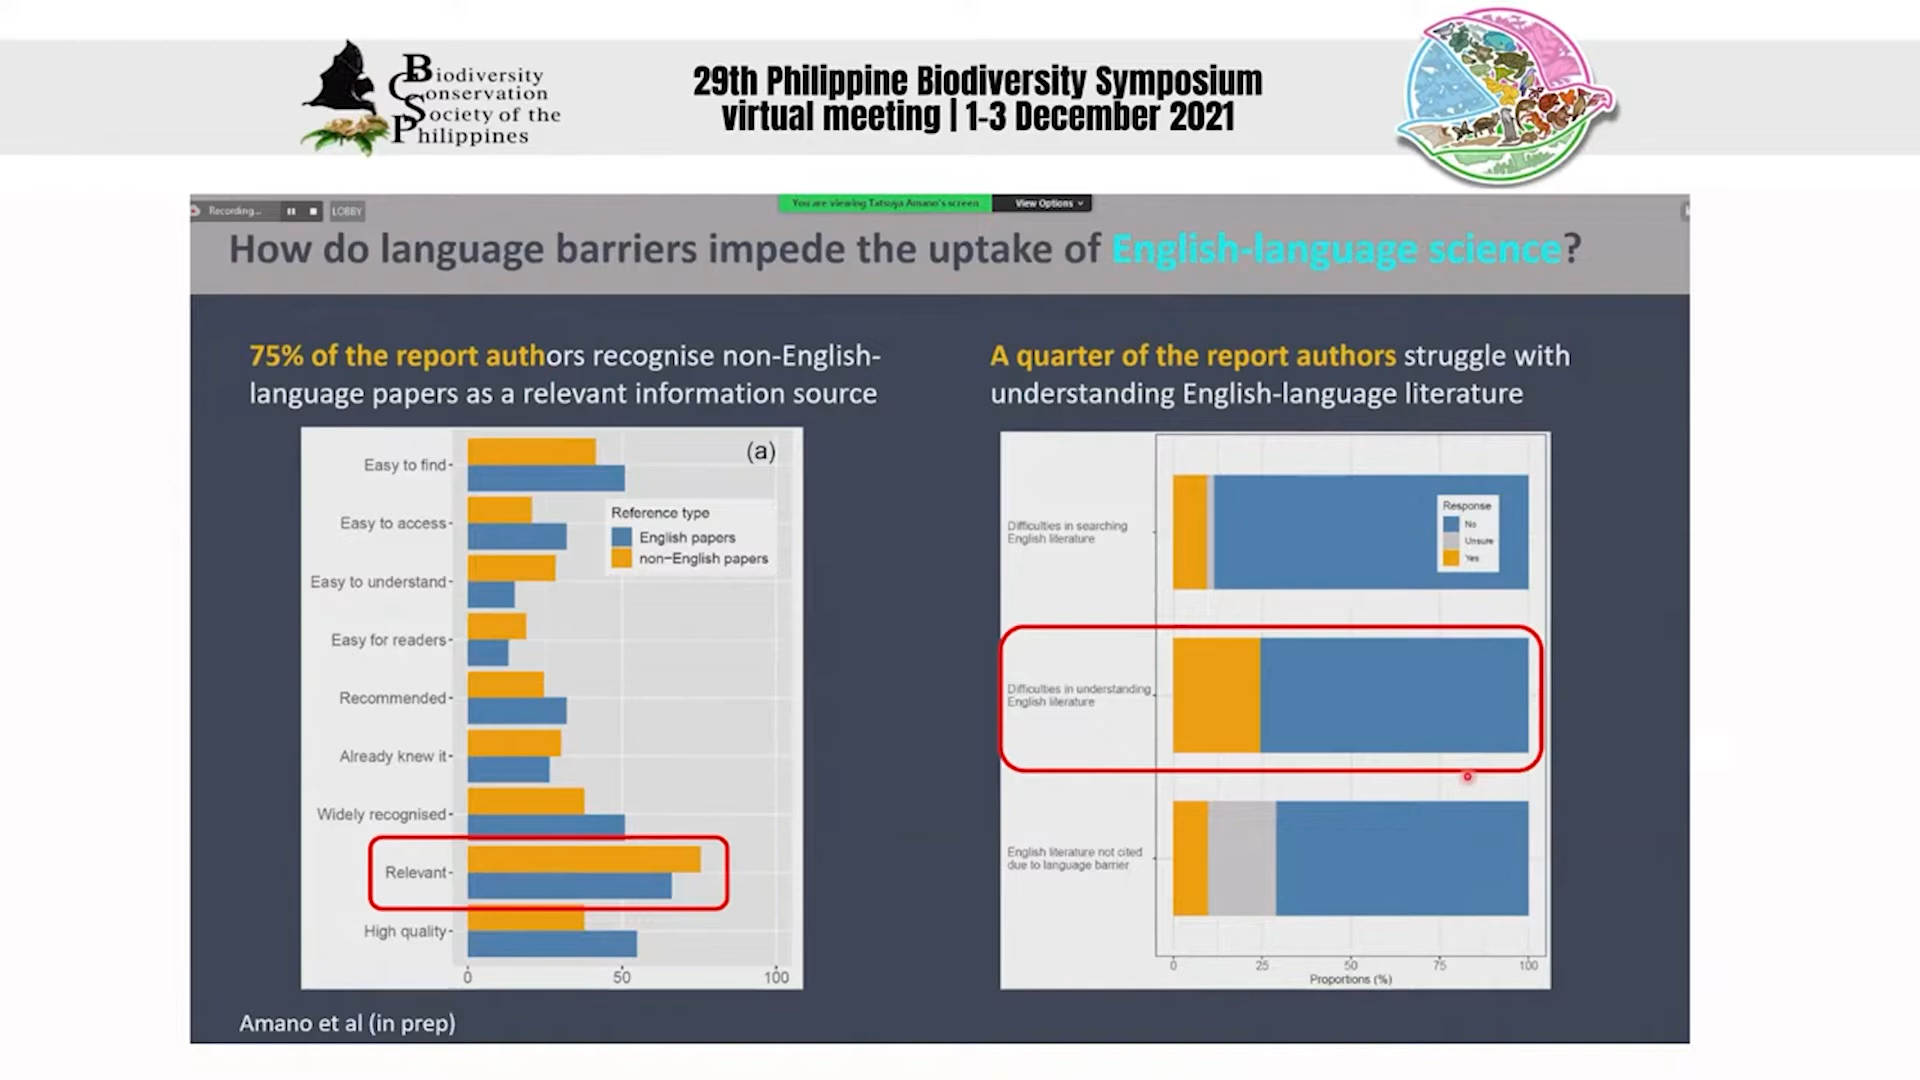 Biodiversity
Conservation
Society of the
Philippines
29th Philippine Biodiversity Symposium
virtual meeting | 1-3 December 2021
Recording...
LOBBY
You are viewing Tatsuya Amano's screen
View Options
How do language barriers impede the uptake of English-language science?
75% of the report authors recognise non-English-
language papers as a relevant information source
(a)
Easy to find
Easy to access
Easy to understand
Easy for readers
Recommended
Already knew it
Widely recognised
Relevant
High quality
Reference type
English papers
non-English papers
0 50 100
A quarter of the report authors struggle with
understanding English-language literature
Difficulties in searching
English literature
Difficulties in understanding
English literature
English literature not cited
due to language barrier
Response
No
Unsure
Yes
0 25 50 75 100
Proportions (%)
Amano et al (in prep)